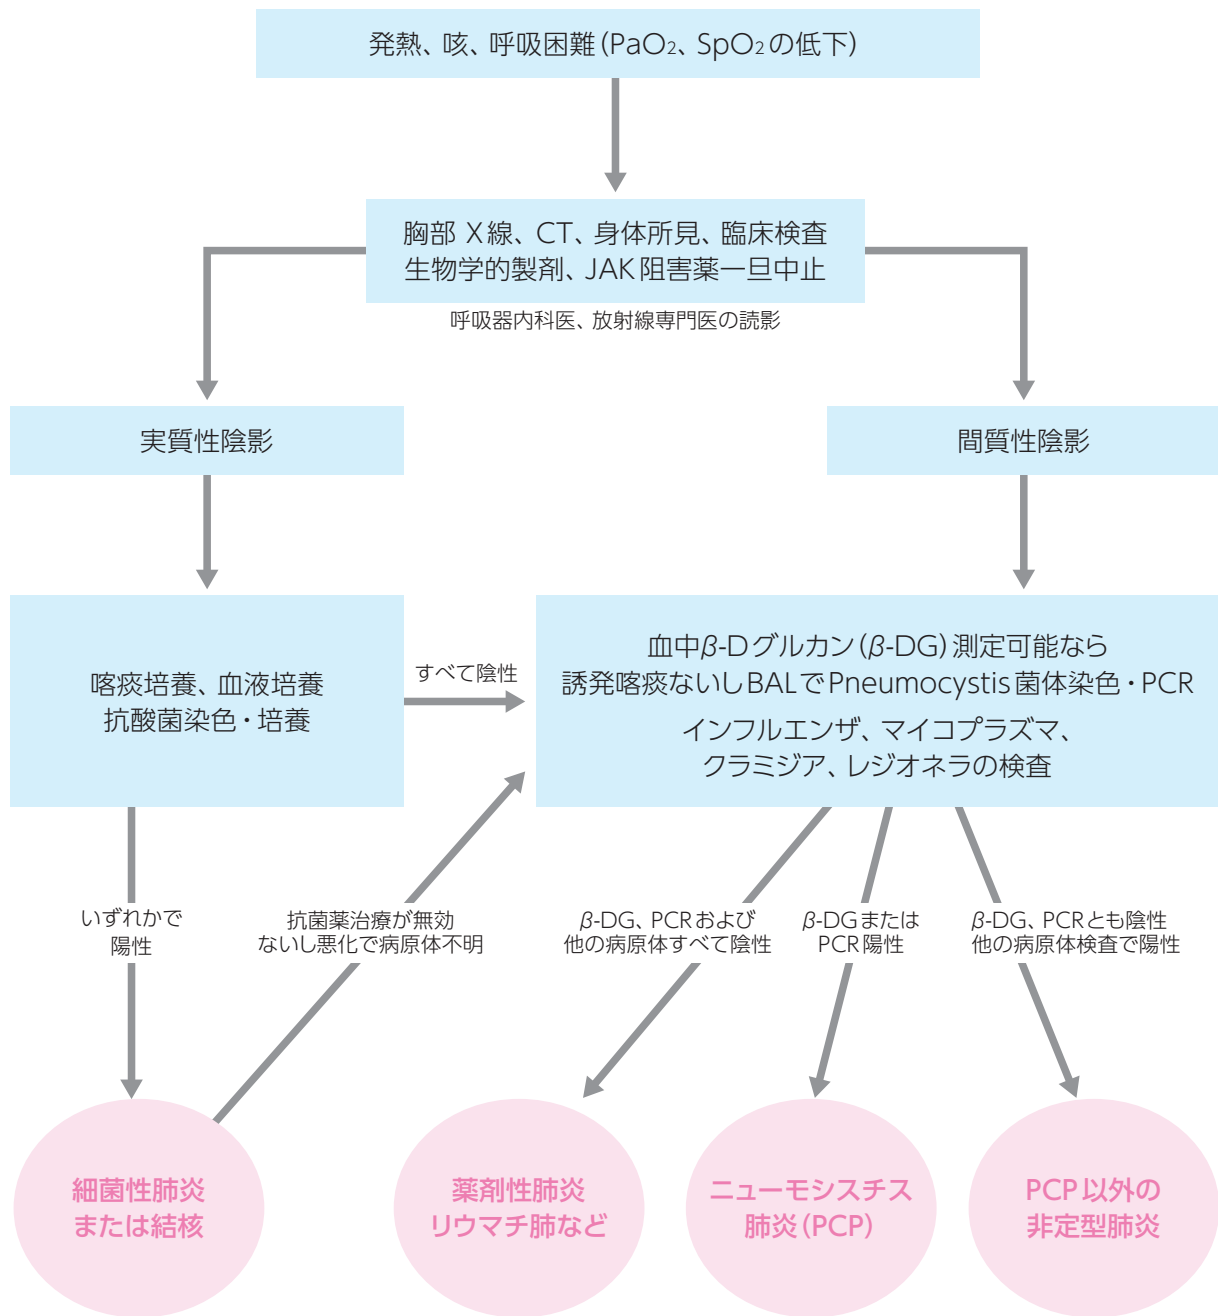 発熱、咳、呼吸困難(PaO₂、SpO₂の低下)
胸部 X線、CT、身体所見、臨床検査
生物学的製剤、JAK阻害薬一旦中止
呼吸器内科医、放射線専門医の読影
実質性陰影
間質性陰影
喀痰培養、血液培養
抗酸菌染色・培養
すべて陰性
血中β-Dグルカン(β-DG)測定可能なら
誘発喀痰ないしBALでPneumocystis菌体染色・PCR
インフルエンザ、マイコプラズマ、
クラミジア、レジオネラの検査
いずれかで
陽性
抗菌薬治療が無効
ないし悪化で病原体不明
β-DG、PCRおよび
他の病原体すべて陰性
β-DGまたは
PCR陽性
β-DG、PCRとも陰性
他の病原体検査で陽性
細菌性肺炎
または結核
薬剤性肺炎
リウマチ肺など
ニューモシスチス
肺炎(PCP)
PCP以外の
非定型肺炎